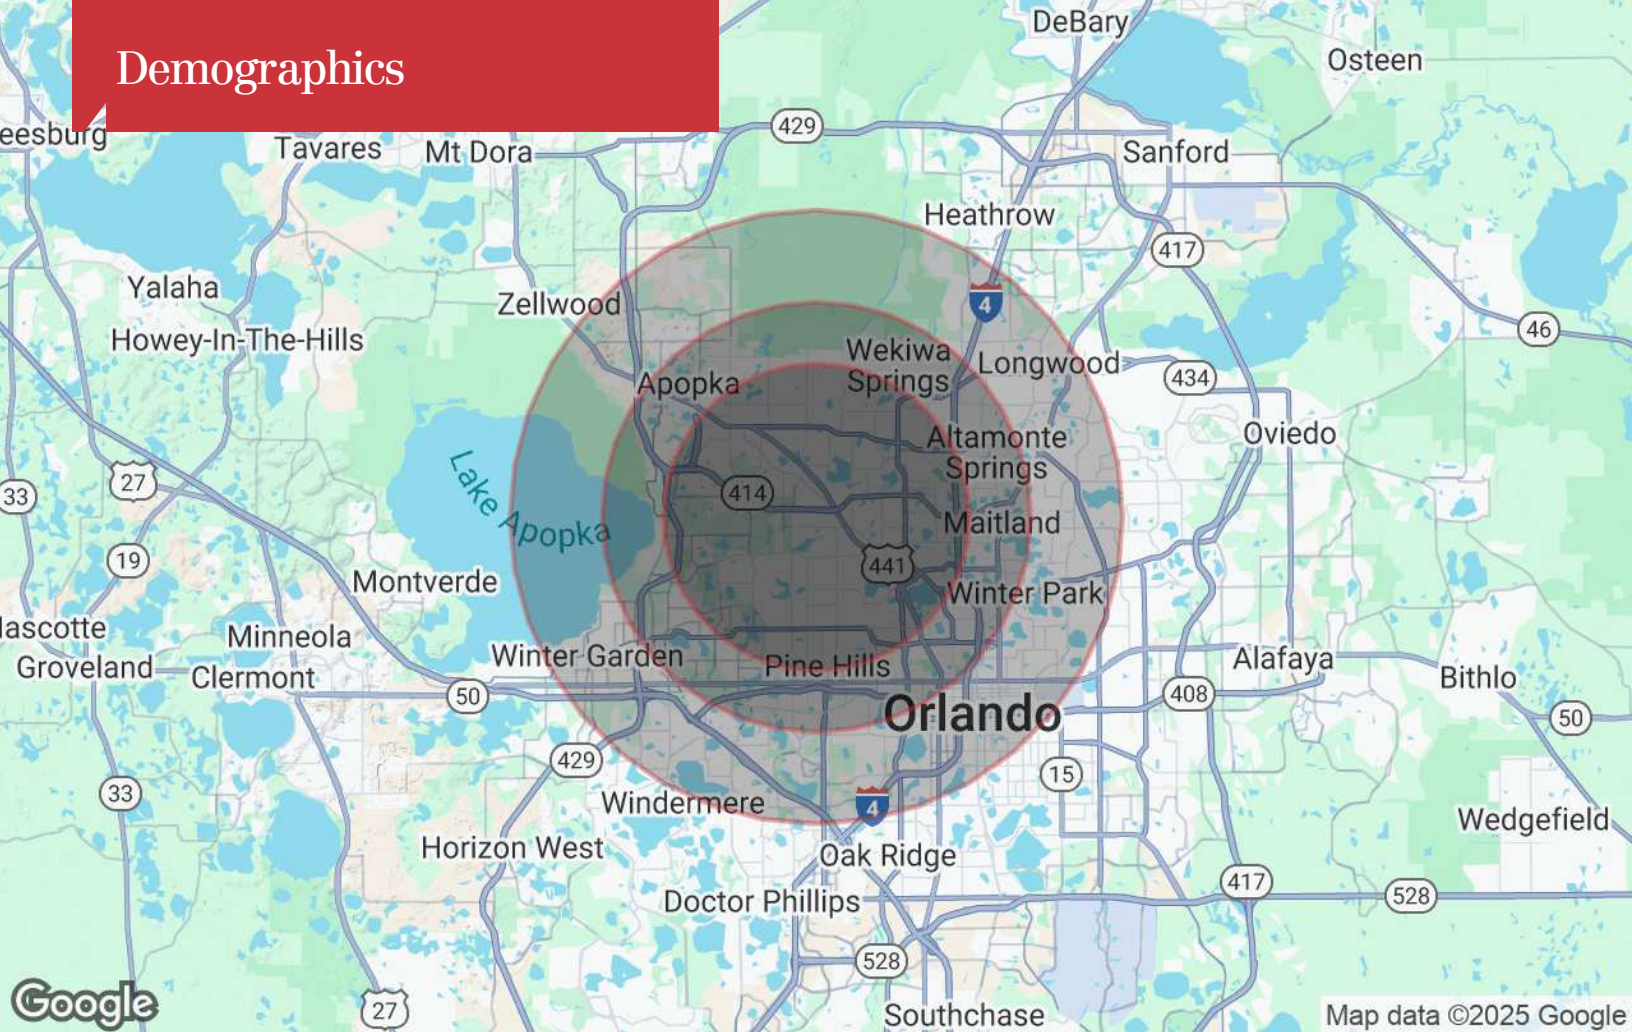 Demographics
DeBary
Osteen
eesburg
Tavares
Mt Dora
429
Sanford
Heathrow
417
Yalaha
Zellwood
4
Howey-In-The-Hills
46
Wekiwa
Springs
Longwood
Apopka
434
Altamonte
Springs
Oviedo
27
33
414
Lake Apopka
Maitland
19
441
Montverde
Winter Park
lascotte
Minneola
Groveland
Clermont
Winter Garden
Pine Hills
Alafaya
Bithlo
50
408
Orlando
50
429
15
33
Windermere
4
Wedgefield
Horizon West
Oak Ridge
417
Doctor Phillips
528
528
27
Southchase
Google
Map data ©2025 Google